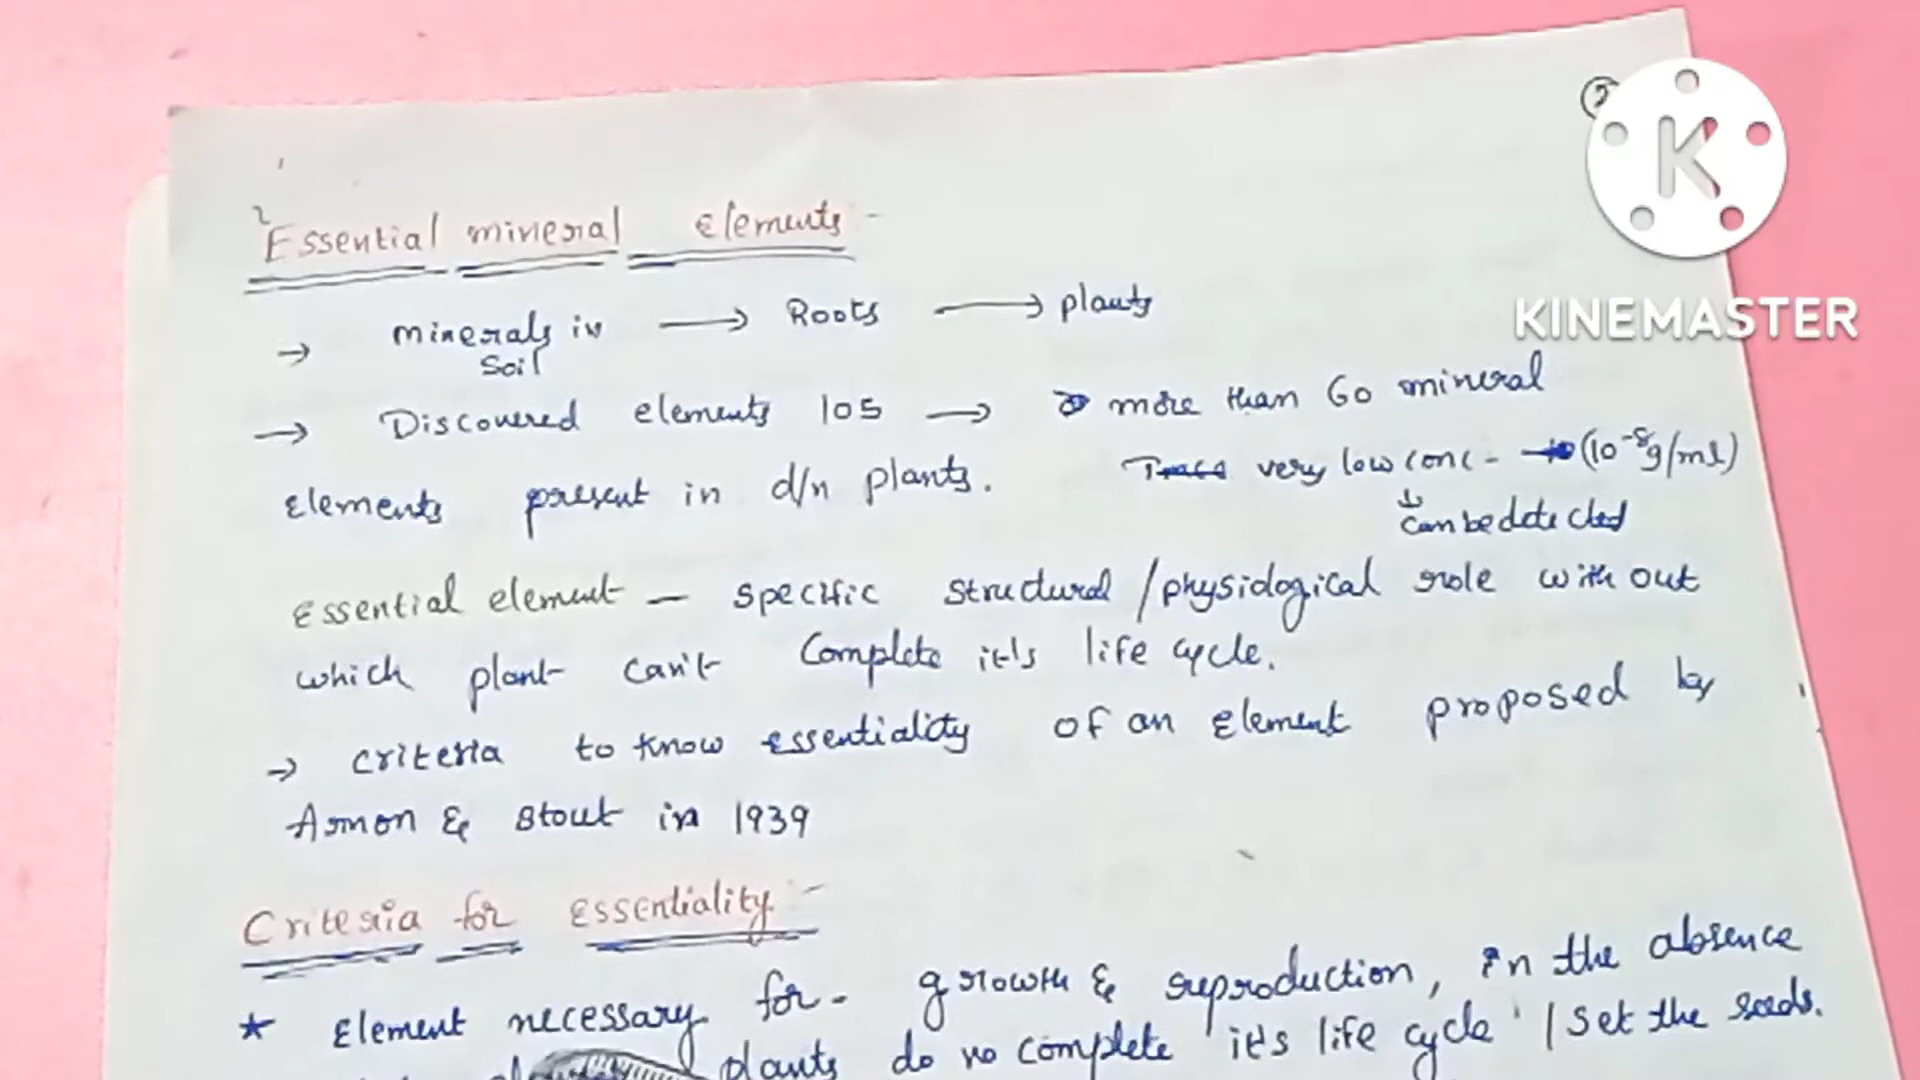 2
Essential mineral elements -
→ minerals in soil → Roots → plants
→ Discovered elements 105 → more than 60 mineral
elements present in d/n plants. very low conc - (10⁻⁸g/ml)
↓ can be detected
Essential element — specific structural /physiological role with out
which plant can't complete it's life cycle.
→ criteria to know essentiality of an element proposed by
Arnon & stout in 1939
Criteria for essentiality :-
* Element necessary for - growth & reproduction, in the absence
plants do no complete it's life cycle / set the seeds.
K
KINEMASTER